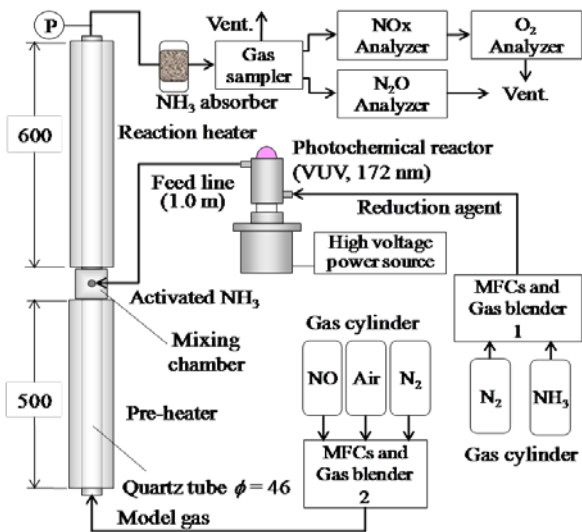 P
Vent.
NOx
Analyzer
O₂
Analyzer
Gas
sampler
N₂O
Analyzer
Vent.
NH₃ absorber
600
Reaction heater
Photochemical reactor
(VUV, 172 nm)
Feed line
(1.0 m)
Reduction agent
High voltage
power source
Activated NH₃
MFCs and
Gas blender
1
Mixing
chamber
Gas cylinder
NO
Air
N₂
N₂
NH₃
500
Pre-heater
Gas cylinder
MFCs and
Gas blender
2
Quartz tube ϕ = 46
Model gas